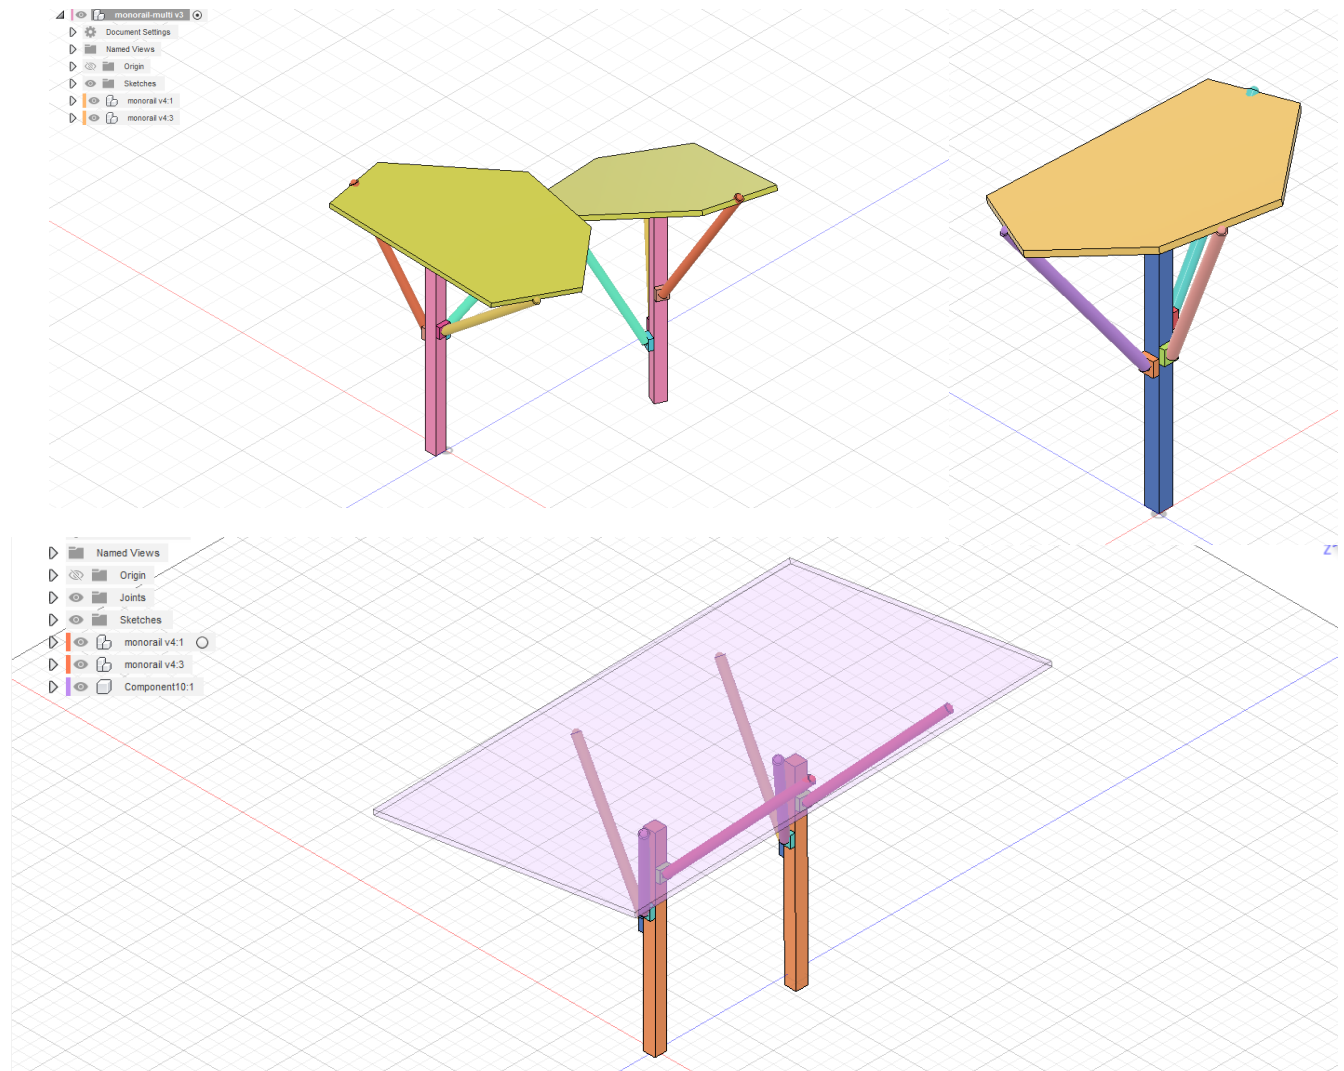 monorail-multi v3
Document Settings
Named Views
Origin
Sketches
monorail v4:1
monorail v4:3
Named Views
Origin
Joints
Sketches
monorail v4:1
monorail v4:3
Component10:1
Z